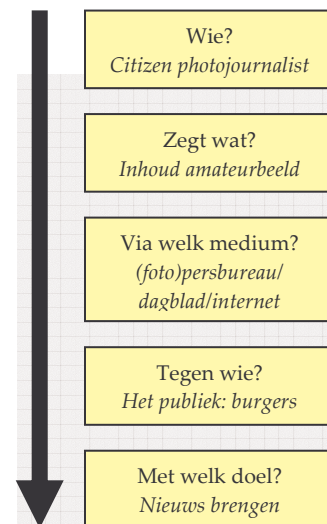 Wie?
Citizen photojournalist
Zegt wat?
Inhoud amateurbeeld
Via welk medium?
(foto)persbureau/
dagblad/internet
Tegen wie?
Het publiek: burgers
Met welk doel?
Nieuws brengen